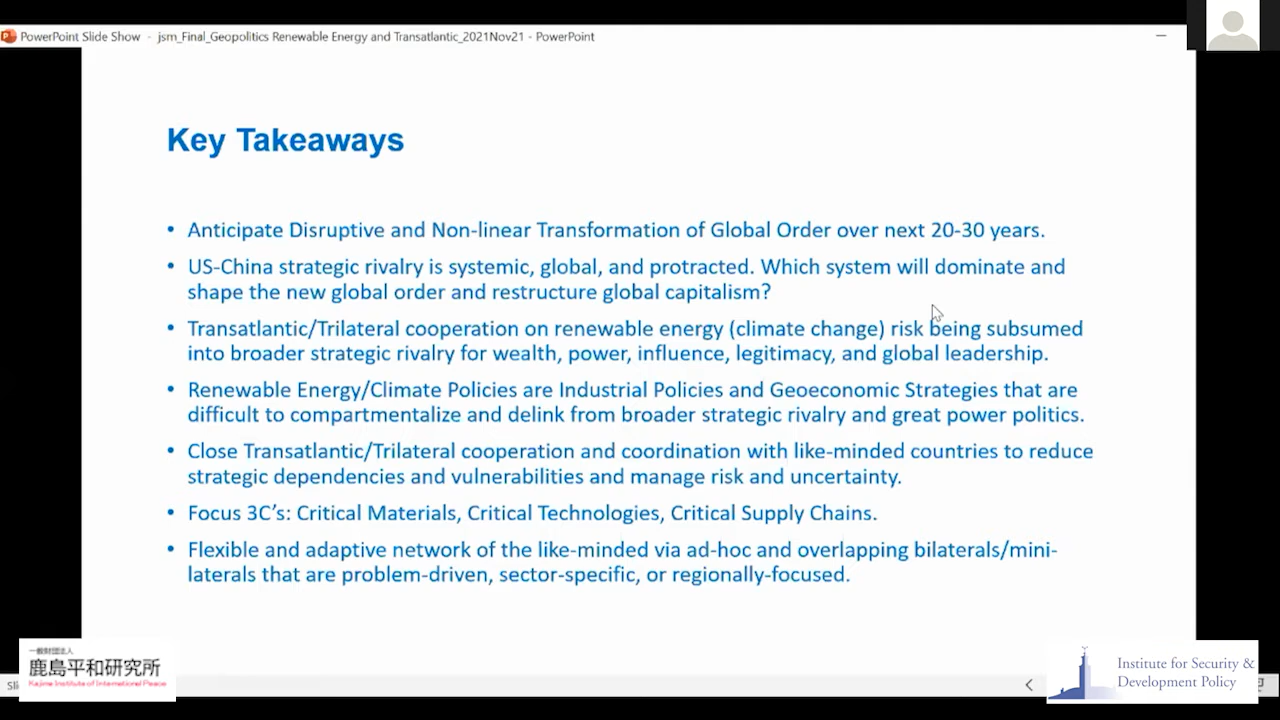 PowerPoint Slide Show - jsm_Final_Geopolitics Renewable Energy and Transatlantic_2021Nov21 - PowerPoint
Key Takeaways
• Anticipate Disruptive and Non-linear Transformation of Global Order over next 20-30 years.
• US-China strategic rivalry is systemic, global, and protracted. Which system will dominate and
shape the new global order and restructure global capitalism?
• Transatlantic/Trilateral cooperation on renewable energy (climate change) risk being subsumed
into broader strategic rivalry for wealth, power, influence, legitimacy, and global leadership.
• Renewable Energy/Climate Policies are Industrial Policies and Geoeconomic Strategies that are
difficult to compartmentalize and delink from broader strategic rivalry and great power politics.
• Close Transatlantic/Trilateral cooperation and coordination with like-minded countries to reduce
strategic dependencies and vulnerabilities and manage risk and uncertainty.
• Focus 3C's: Critical Materials, Critical Technologies, Critical Supply Chains.
• Flexible and adaptive network of the like-minded via ad-hoc and overlapping bilaterals/mini-
laterals that are problem-driven, sector-specific, or regionally-focused.
一般財団法人
鹿島平和研究所
Kajima Institute of International Peace
Institute for Security &
Development Policy